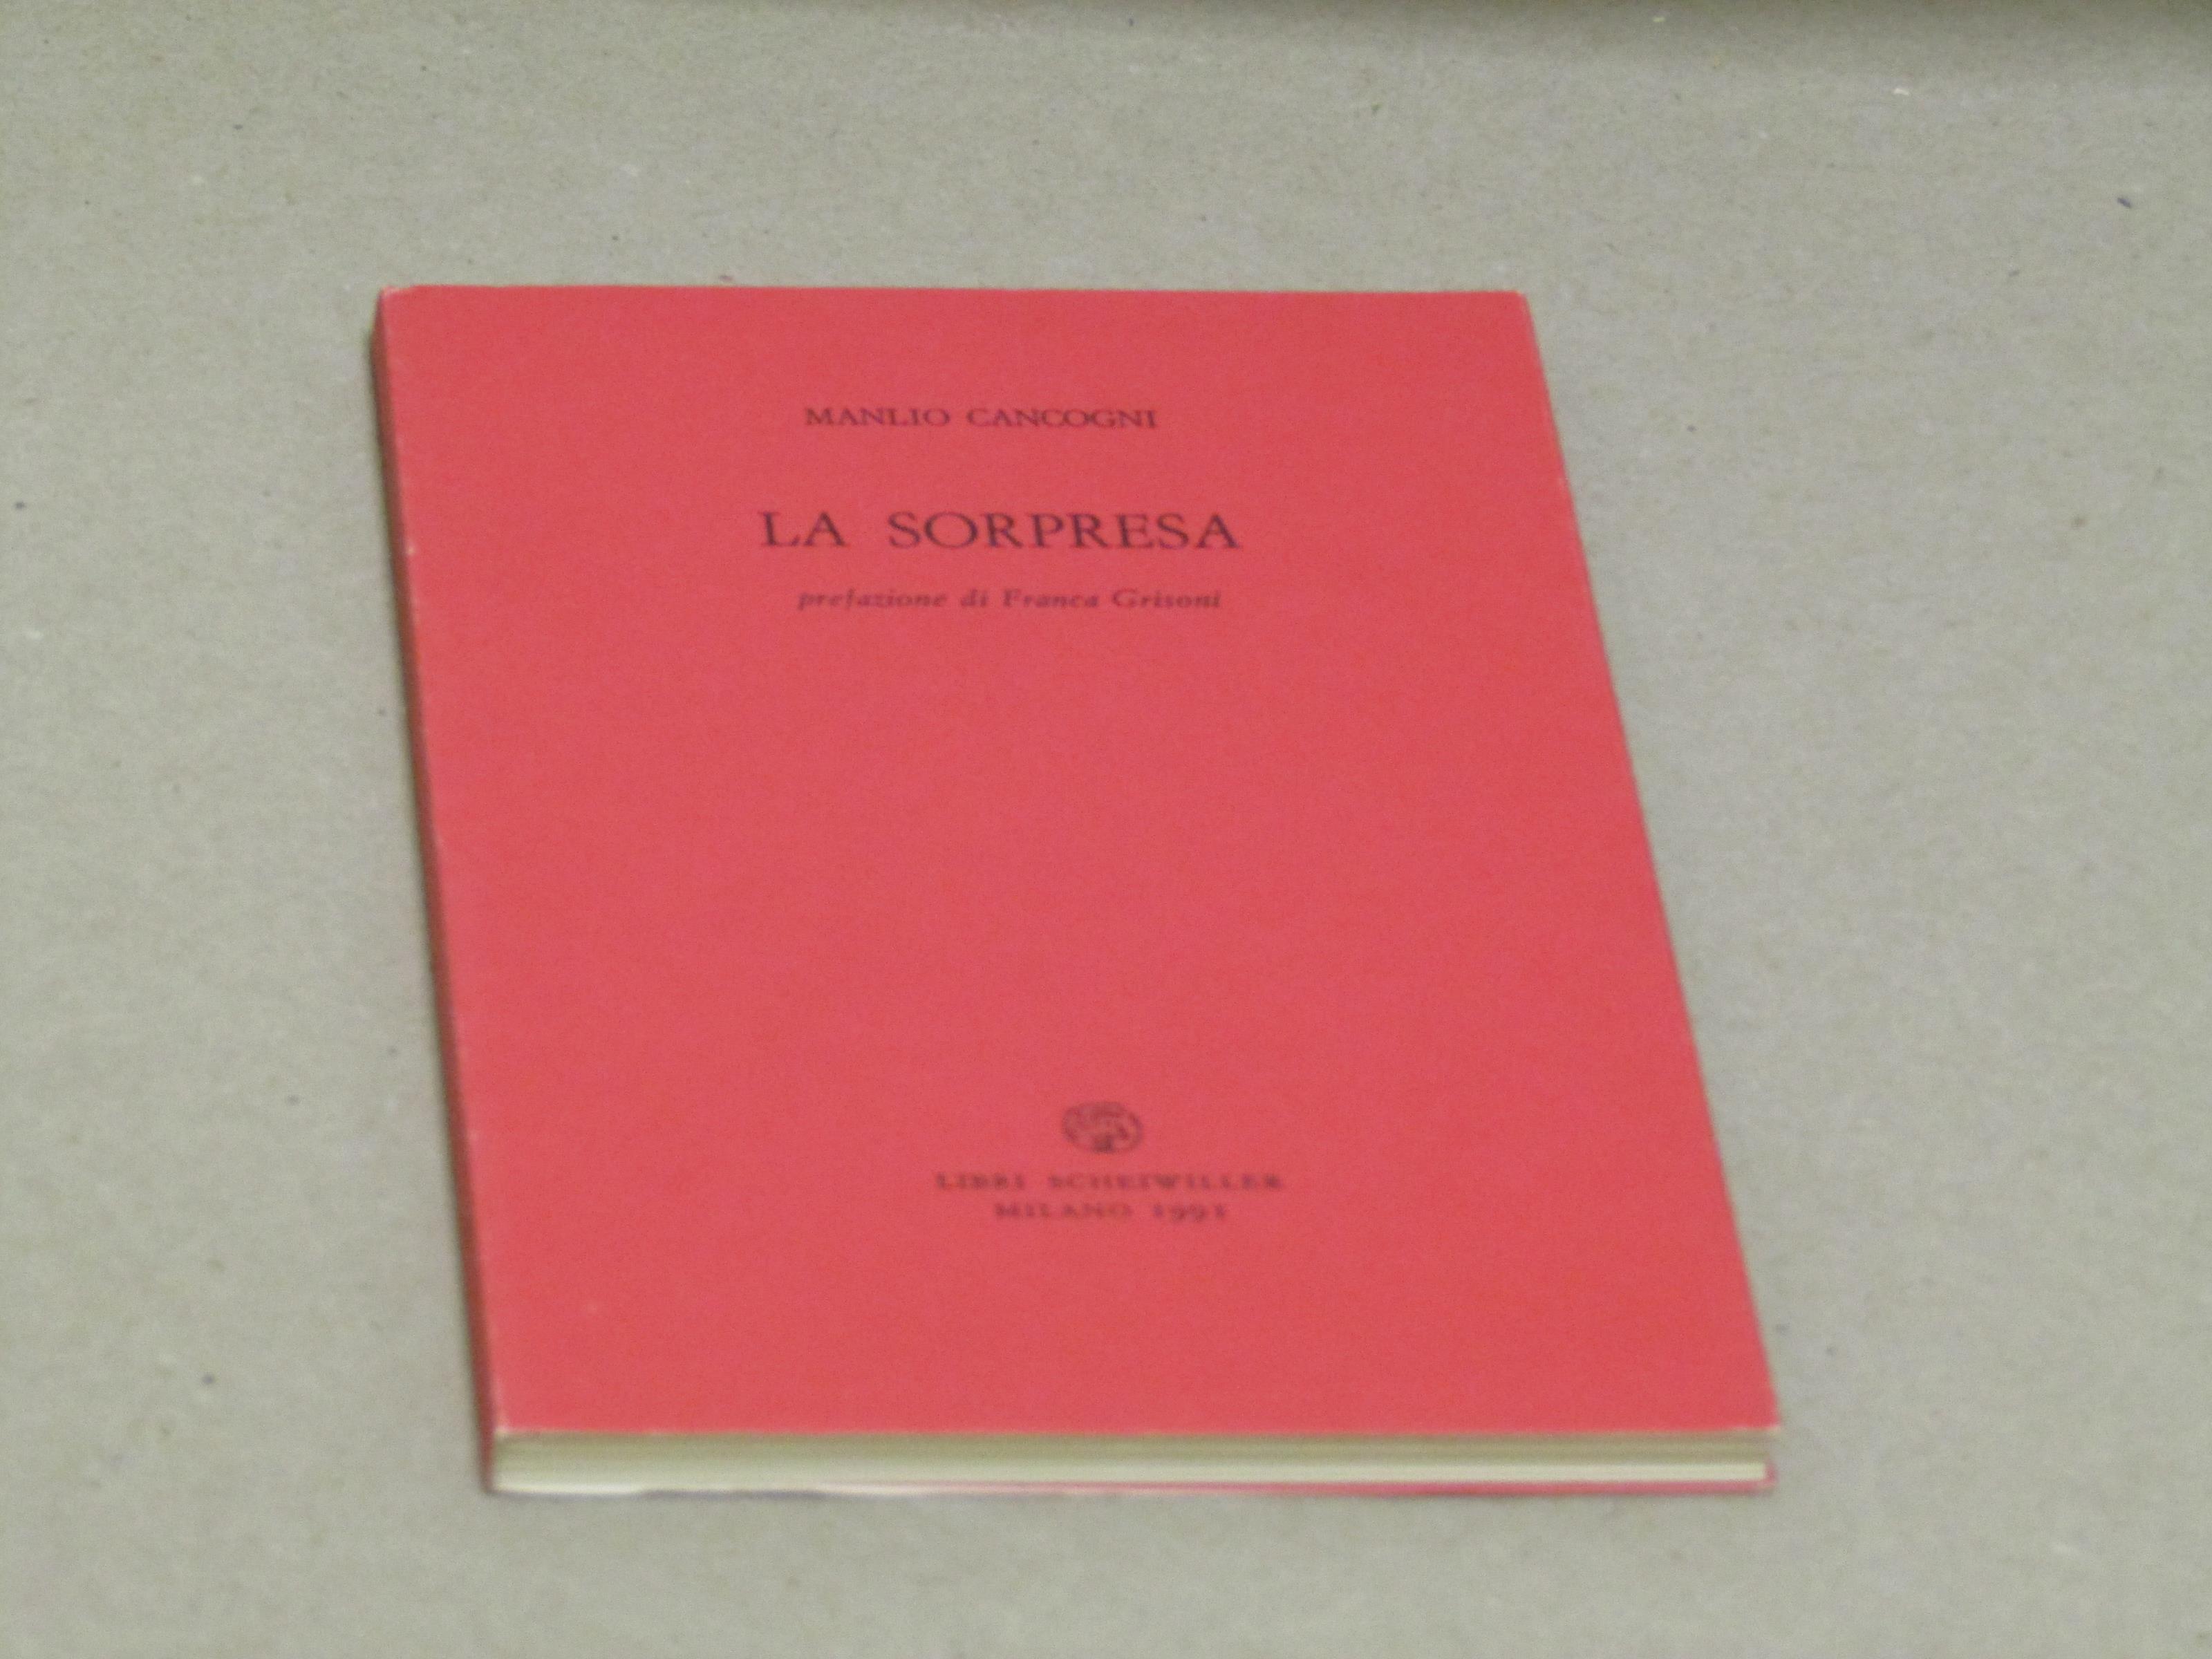 MANLIO CANCOGNI
LA SORPRESA
prefazione di Franca Grisoni
LIBRI SCHEIWILLER
MILANO 1991